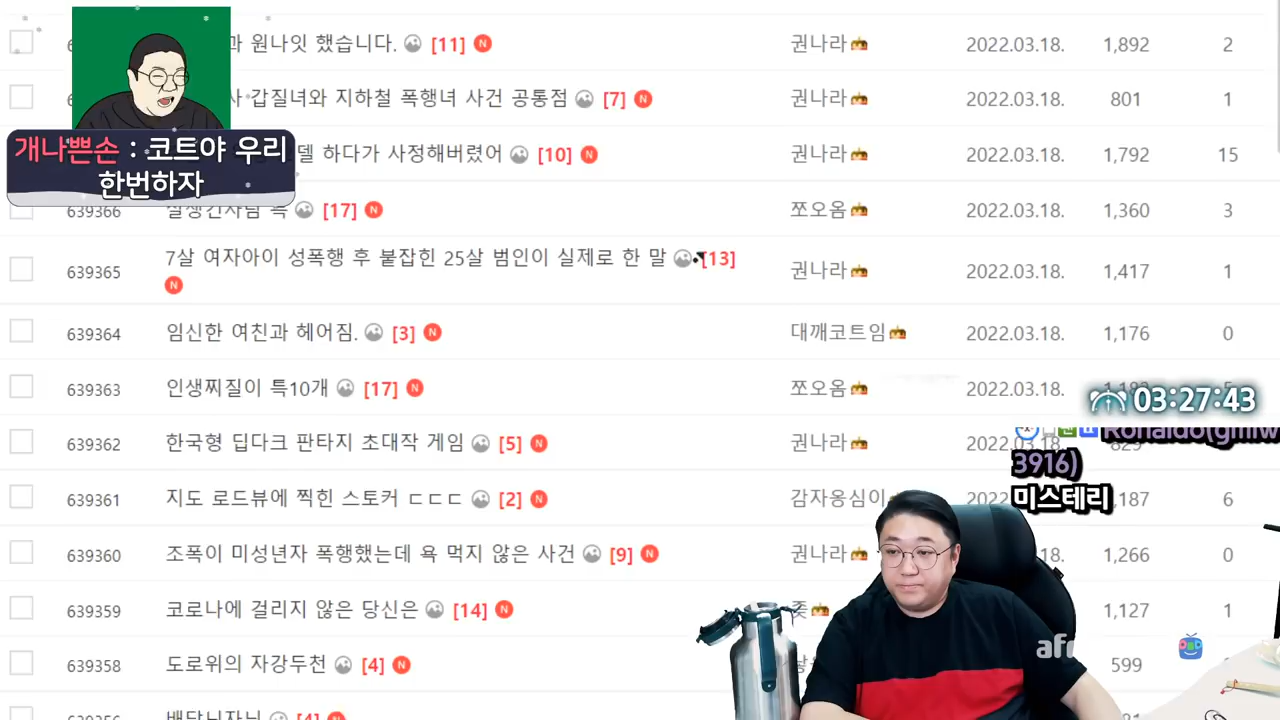 과 원나잇 했습니다. [11] N 권나라 2022.03.18. 1,892 2
갑질녀와 지하철 폭행녀 사건 공통점 [7] N 권나라 2022.03.18. 801 1
개나쁜손 : 코트야 우리
한번하자
델 하다가 사정해버렸어 [10] N 권나라 2022.03.18. 1,792 15
639366 [17] N 쪼오옴 2022.03.18. 1,360 3
639365 7살 여자아이 성폭행 후 붙잡힌 25살 범인이 실제로 한 말 [13] N 권나라 2022.03.18. 1,417 1
639364 임신한 여친과 헤어짐. [3] N 대깨코트임 2022.03.18. 1,176 0
639363 인생찌질이 특10개 [17] N 쪼오옴 2022.03.18.
03:27:43
639362 한국형 딥다크 판타지 초대작 게임 [5] N 권나라 2022.03.18. 829
3916)
미스테리
639361 지도 로드뷰에 찍힌 스토커 ㄷㄷㄷ [2] N 감자옹심이 2022 ,187 6
639360 조폭이 미성년자 폭행했는데 욕 먹지 않은 사건 [9] N 권나라 18. 1,266 0
639359 코로나에 걸리지 않은 당신은 [14] N 좆 1,127 1
639358 도로위의 자강두천 [4] N 599
af